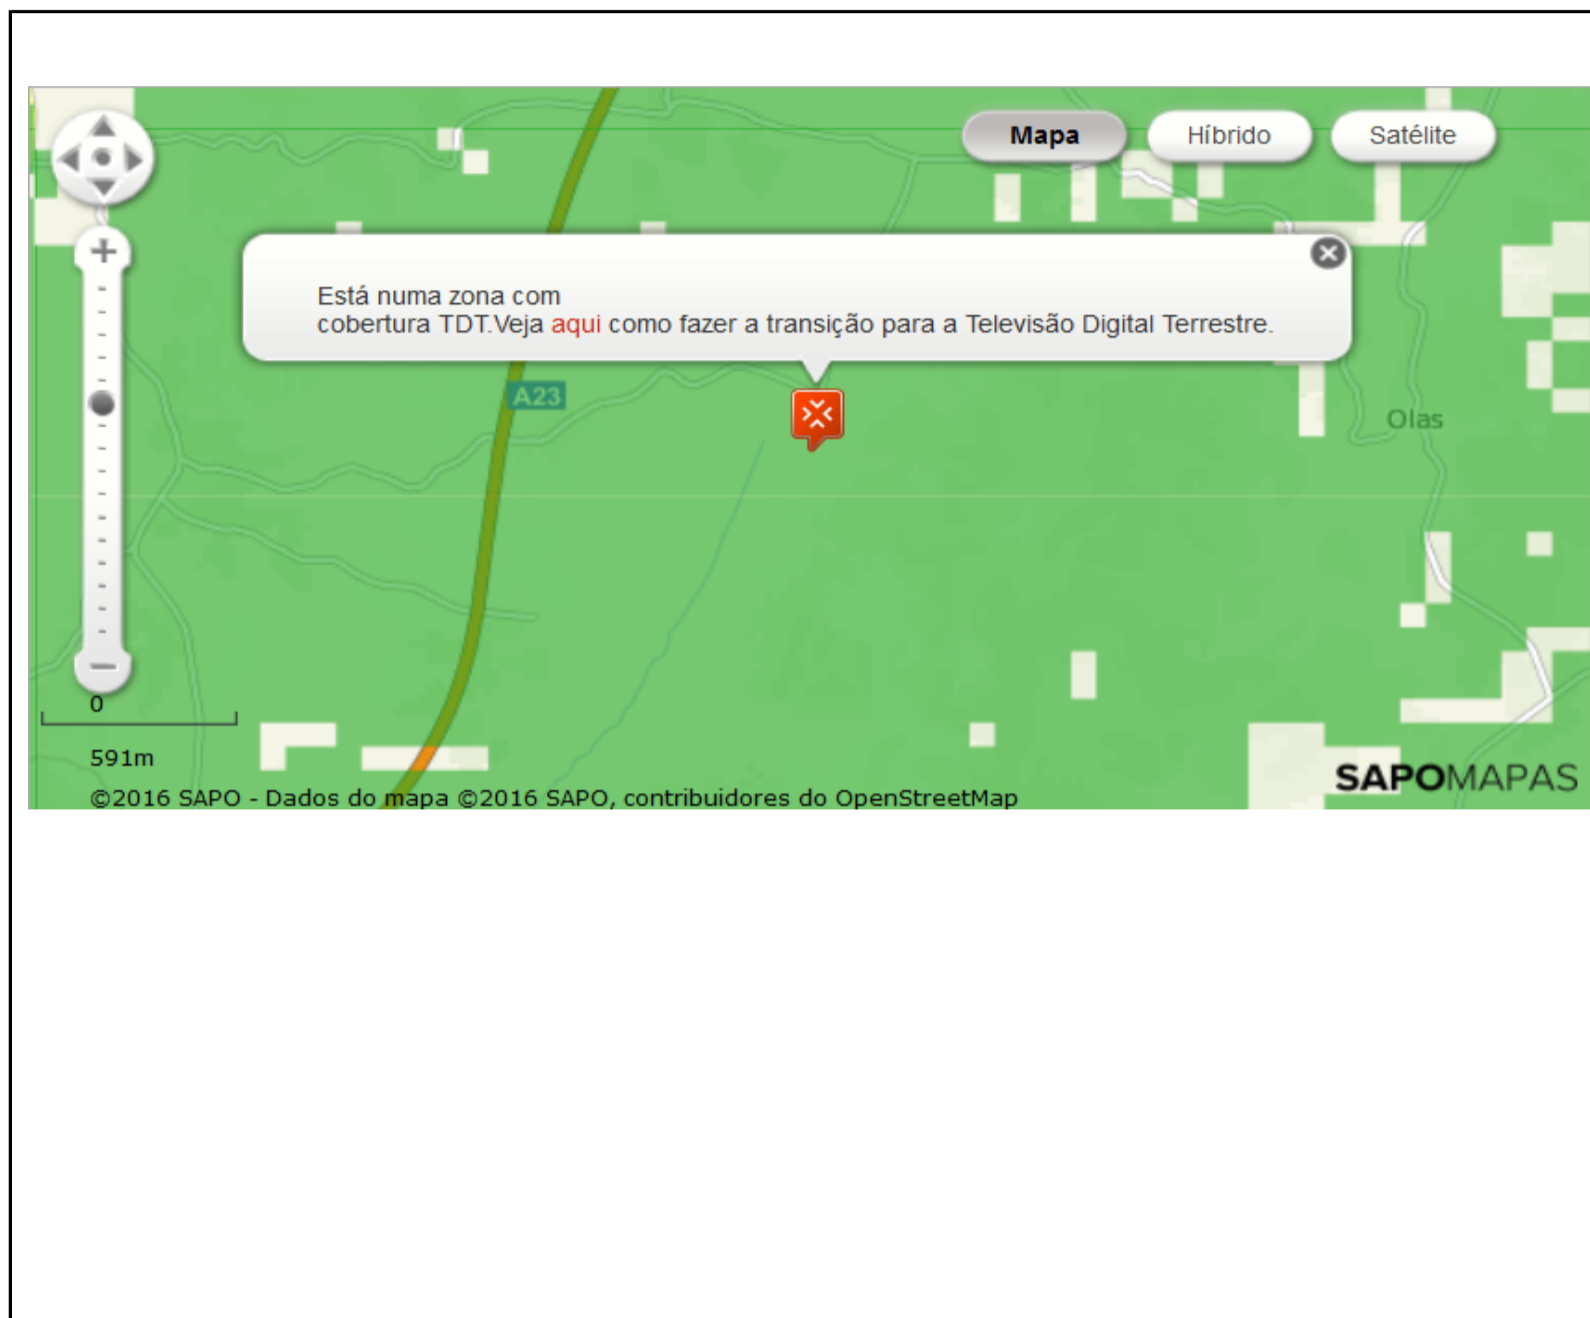 Mapa
Híbrido
Satélite
Está numa zona com
cobertura TDT.Veja aqui como fazer a transição para a Televisão Digital Terrestre.
A23
Olas
0
591m
SAPOMAPAS
©2016 SAPO - Dados do mapa ©2016 SAPO, contribuidores do OpenStreetMap